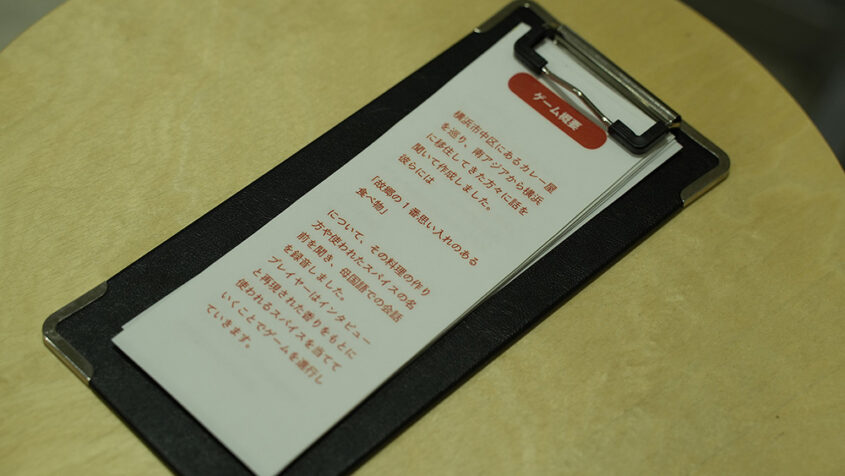 ゲーム概要
横浜市中区にあるカレー屋
を巡り、南アジアから横浜
に移住してきた方々に話を
聞いて作成しました。
彼らには
「故郷の1番思い入れのある
食べ物」
について、その料理の作り
方や使われたスパイスの名
前を聞き、母国語での会話
を録音しました。
プレイヤーはインタビュー
と再現された香りをもとに
使われるスパイスを当てて
いくことでゲームを進行し
ていきます。